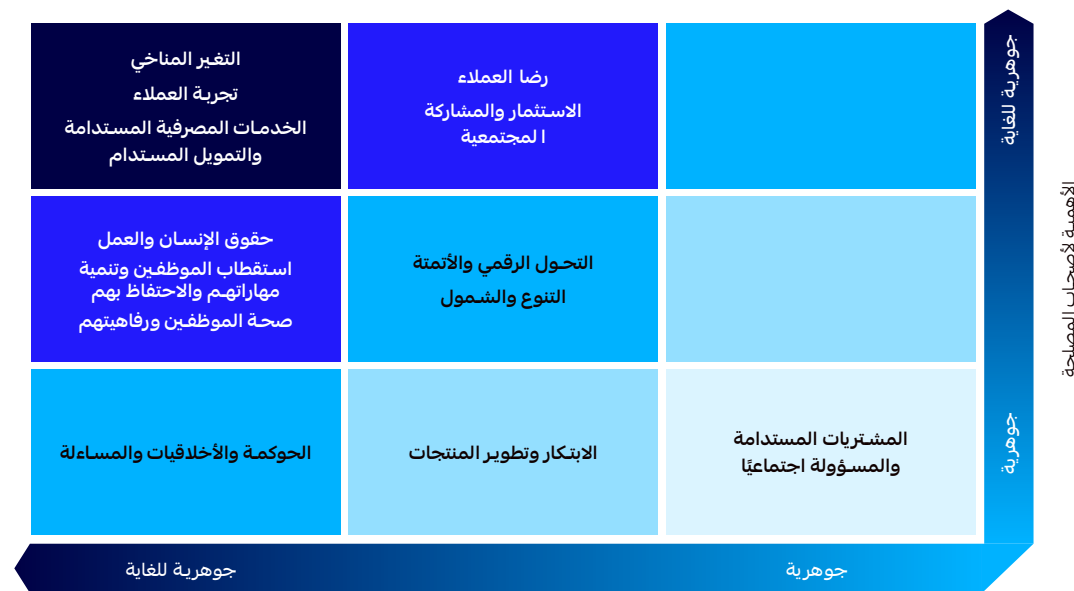 جوهرية للغاية
الأهمية لأصحاب المصلحة
رضا العملاء
الاستثمار والمشاركة
المجتمعية
التغير المناخي
تجربة العملاء
الخدمات المصرفية المستدامة
والتمويل المستدام
التحول الرقمي والأتمتة
التنوع والشمول
حقوق الإنسان والعمل
استقطاب الموظفين وتنمية
مهاراتهم والاحتفاظ بهم
صحة الموظفين ورفاهيتهم
جوهرية
المشتريات المستدامة
والمسؤولة اجتماعيًا
الابتكار وتطوير المنتجات
الحوكمة والأخلاقيات والمساءلة
جوهرية
جوهرية للغاية